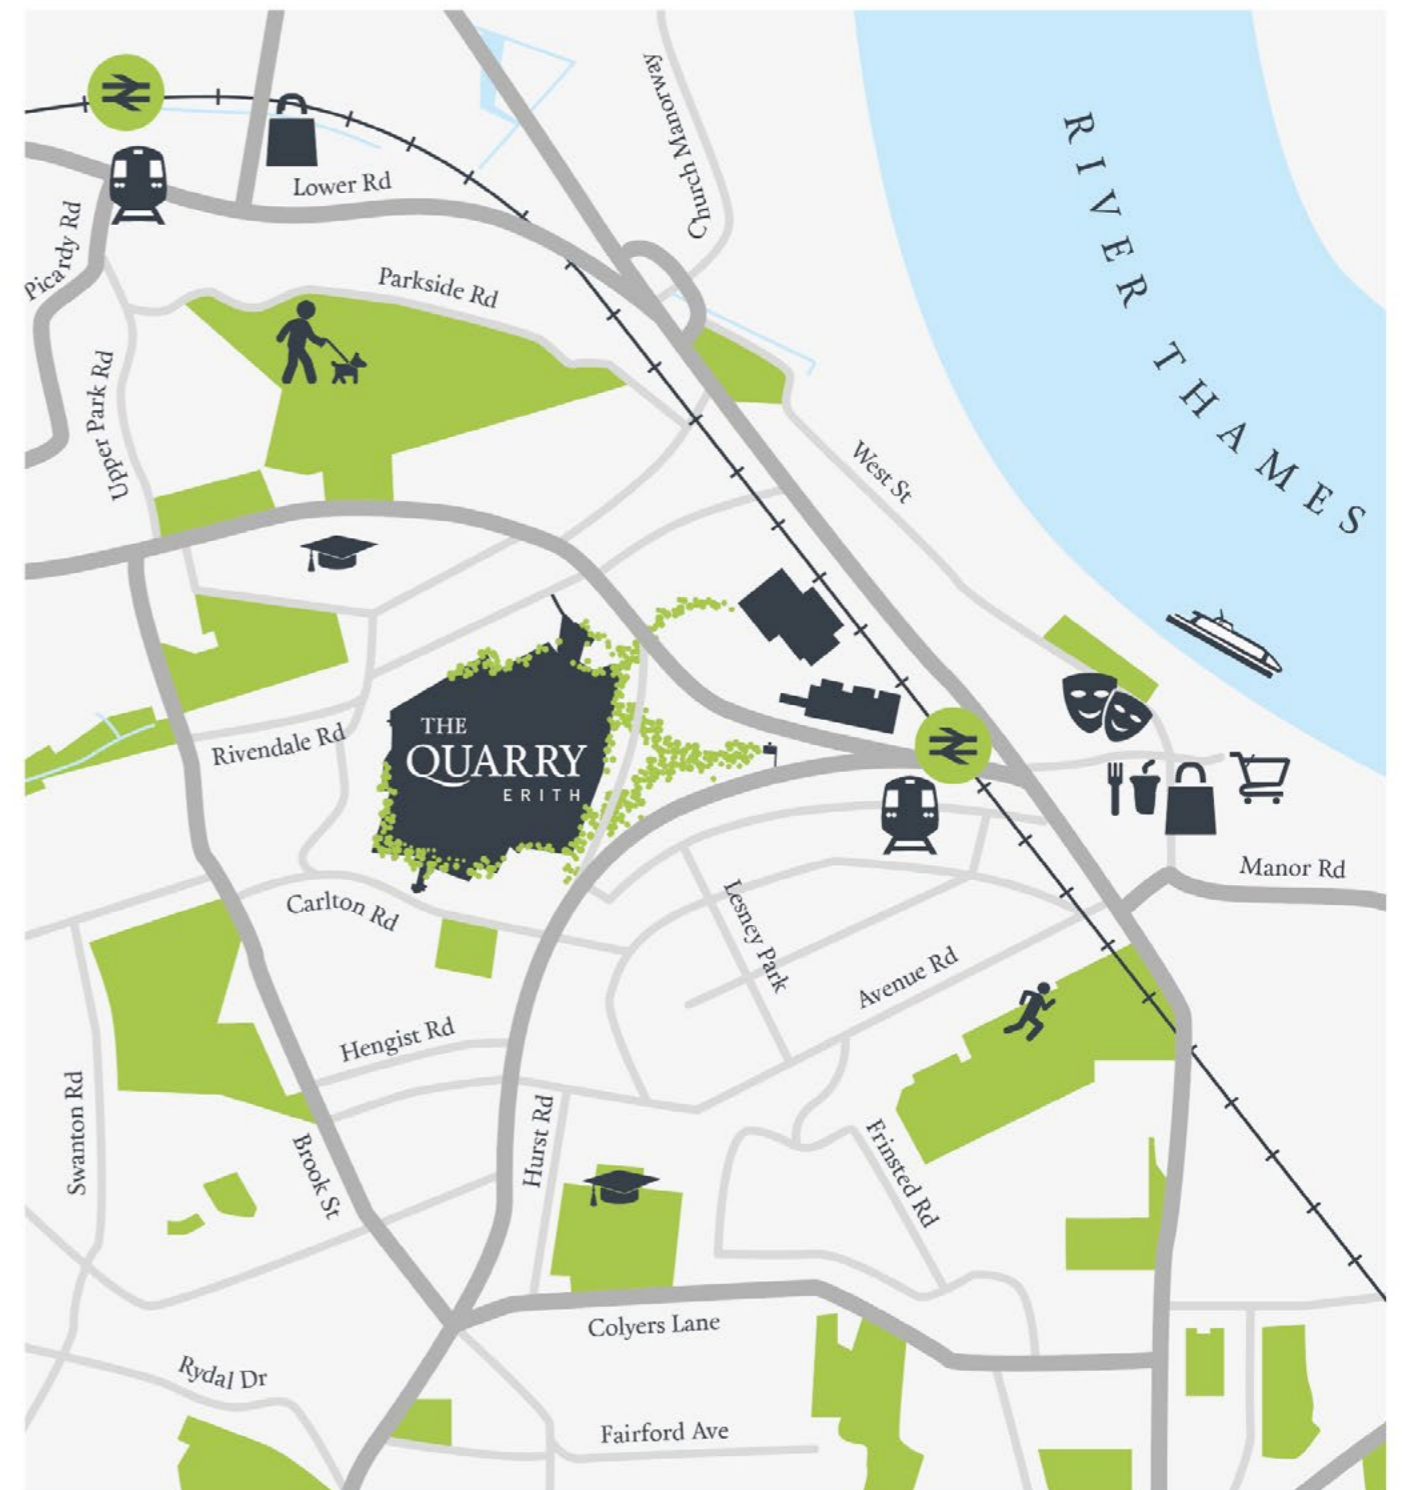 Church Manorway
RIVER THAMES
Lower Rd
Picardy Rd
Parkside Rd
Upper Park Rd
West St
THE
QUARRY
ERITH
Rivendale Rd
Manor Rd
Carlton Rd
Lesney Park
Avenue Rd
Hengist Rd
Swanton Rd
Brook St
Hurst Rd
Frinsted Rd
Colyers Lane
Rydal Dr
Fairford Ave